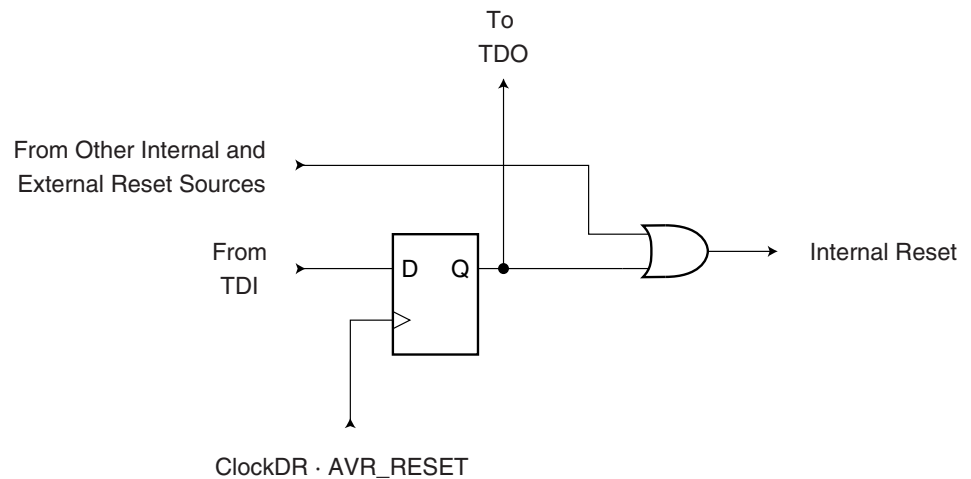 To
TDO
From Other Internal and
External Reset Sources
From
TDI
D
Q
Internal Reset
ClockDR · AVR_RESET